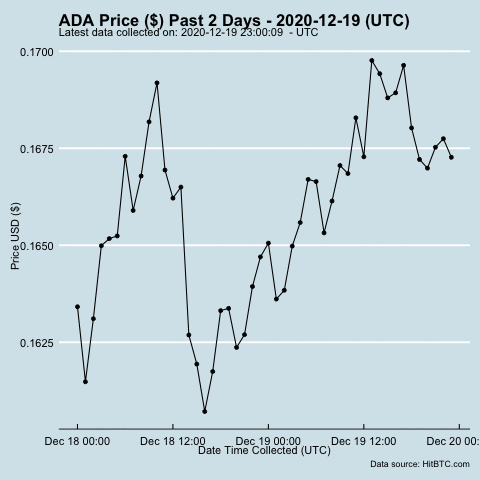 ADA Price ($) Past 2 Days - 2020-12-19 (UTC)
Latest data collected on: 2020-12-19 23:00:09 - UTC
0.1700
0.1675
0.1650
0.1625
Price USD ($)
Dec 18 00:00 Dec 18 12:00 Dec 19 00:00 Dec 19 12:00 Dec 20 00:
Date Time Collected (UTC)
Data source: HitBTC.com